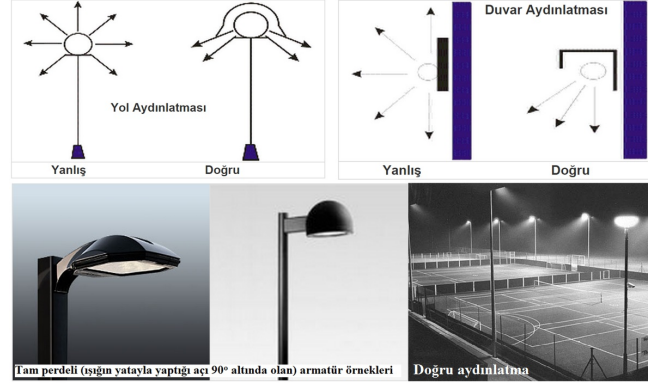 Duvar Aydınlatması
Yol Aydınlatması
Yanlış
Doğru
Yanlış
Doğru
Tam perdeli (ışığın yatayla yaptığı açı 90° altında olan) armatür örnekleri
Doğru aydınlatma